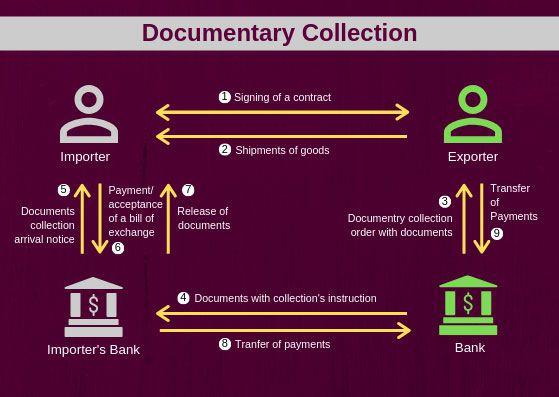 Documentary Collection
1 Signing of a contract
2 Shipments of goods
Importer
Exporter
5
Documents
collection
arrival notice
Payment/
acceptance
of a bill of
exchange
6
7
Release of
documents
3
Documentry collection
order with documents
Transfer
of
Payments
9
4 Documents with collection's instruction
8 Tranfer of payments
Importer's Bank
Bank